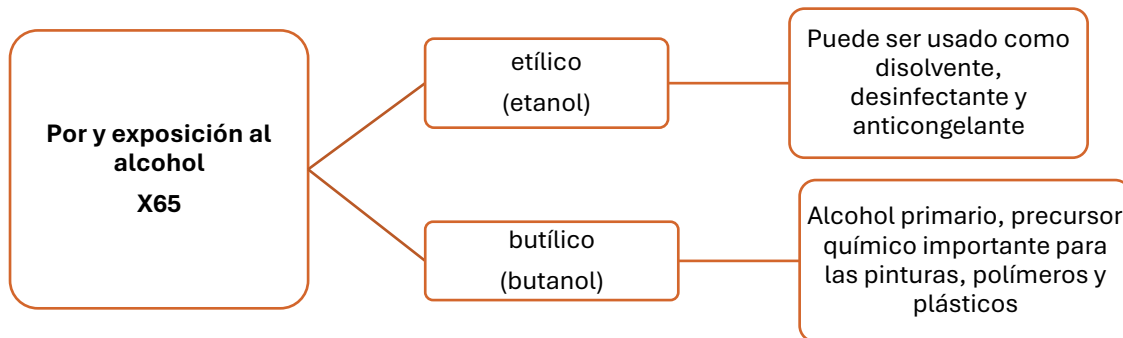 Por y exposición al
alcohol
X65
etílico
(etanol)
Puede ser usado como
disolvente,
desinfectante y
anticongelante
butílico
(butanol)
Alcohol primario, precursor
químico importante para
las pinturas, polímeros y
plásticos